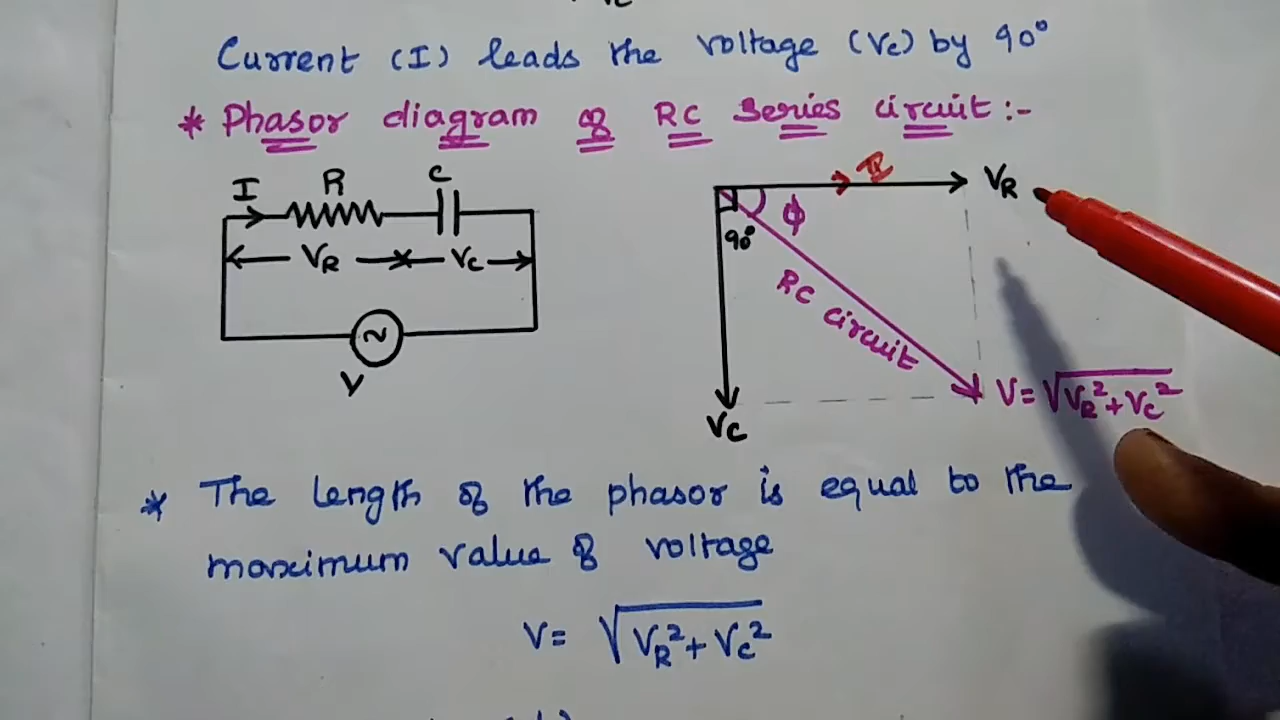 Current (I) leads the voltage (Vc) by 90°
* Phasor diagram of RC Series circuit :-
I R C
VR Vc
V
I VR
ϕ
90°
RC circuit
Vc
V = √VR²+Vc²
* The length of the phasor is equal to the
maximum value of voltage
V = √VR²+Vc²